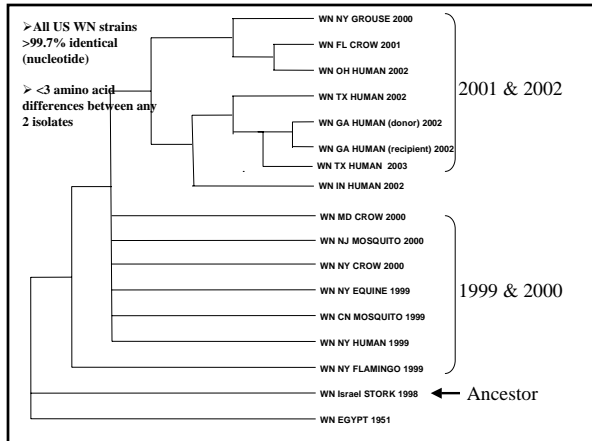 ➢All US WN strains
>99.7% identical
(nucleotide)
➢ <3 amino acid
differences between any
2 isolates
WN NY GROUSE 2000
WN FL CROW 2001
WN OH HUMAN 2002
WN TX HUMAN 2002
WN GA HUMAN (donor) 2002
WN GA HUMAN (recipient) 2002
WN TX HUMAN 2003
WN IN HUMAN 2002
2001 & 2002
WN MD CROW 2000
WN NJ MOSQUITO 2000
WN NY CROW 2000
WN NY EQUINE 1999
WN CN MOSQUITO 1999
WN NY HUMAN 1999
WN NY FLAMINGO 1999
1999 & 2000
WN Israel STORK 1998
Ancestor
WN EGYPT 1951